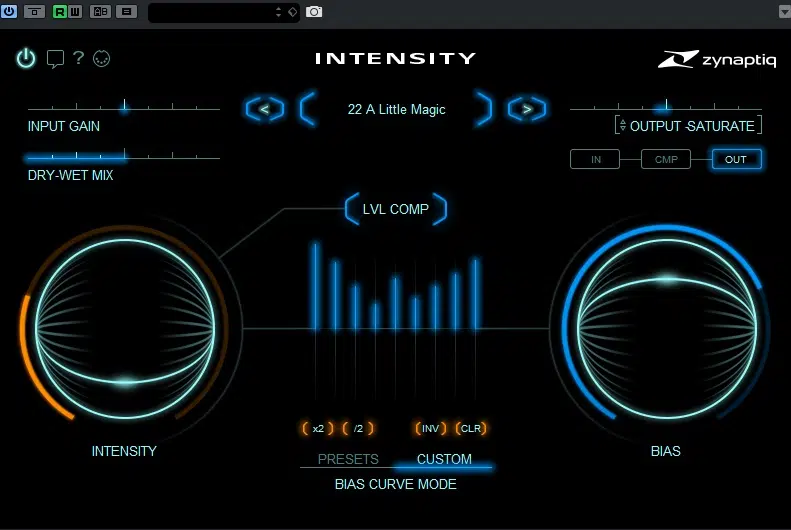 R W
INTENSITY
?
zynaptiq
< 22 A Little Magic >
INPUT GAIN
OUTPUT -SATURATE
IN CMP OUT
DRY-WET MIX
LVL COMP
x2 /2 INV CLR
INTENSITY
BIAS
PRESETS CUSTOM
BIAS CURVE MODE